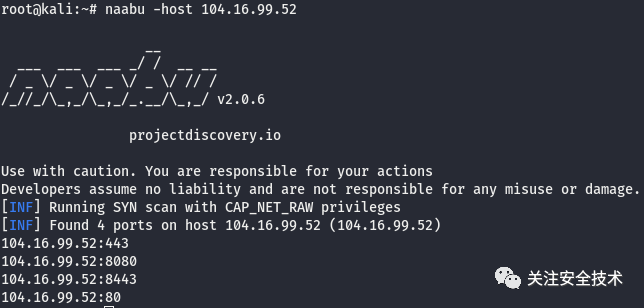 root@kali:~# naabu -host 104.16.99.52
                  __
  ___  ___  ___ _/ /  __ __
 / _ \/ _ \/ _ \/ _ \/ // /
/_//_/\_,_/\_,_/_.__/\_,_/ v2.0.6
projectdiscovery.io
Use with caution. You are responsible for your actions
Developers assume no liability and are not responsible for any misuse or damage.
[INF] Running SYN scan with CAP_NET_RAW privileges
[INF] Found 4 ports on host 104.16.99.52 (104.16.99.52)
104.16.99.52:443
104.16.99.52:8080
104.16.99.52:8443
104.16.99.52:80
关注安全技术